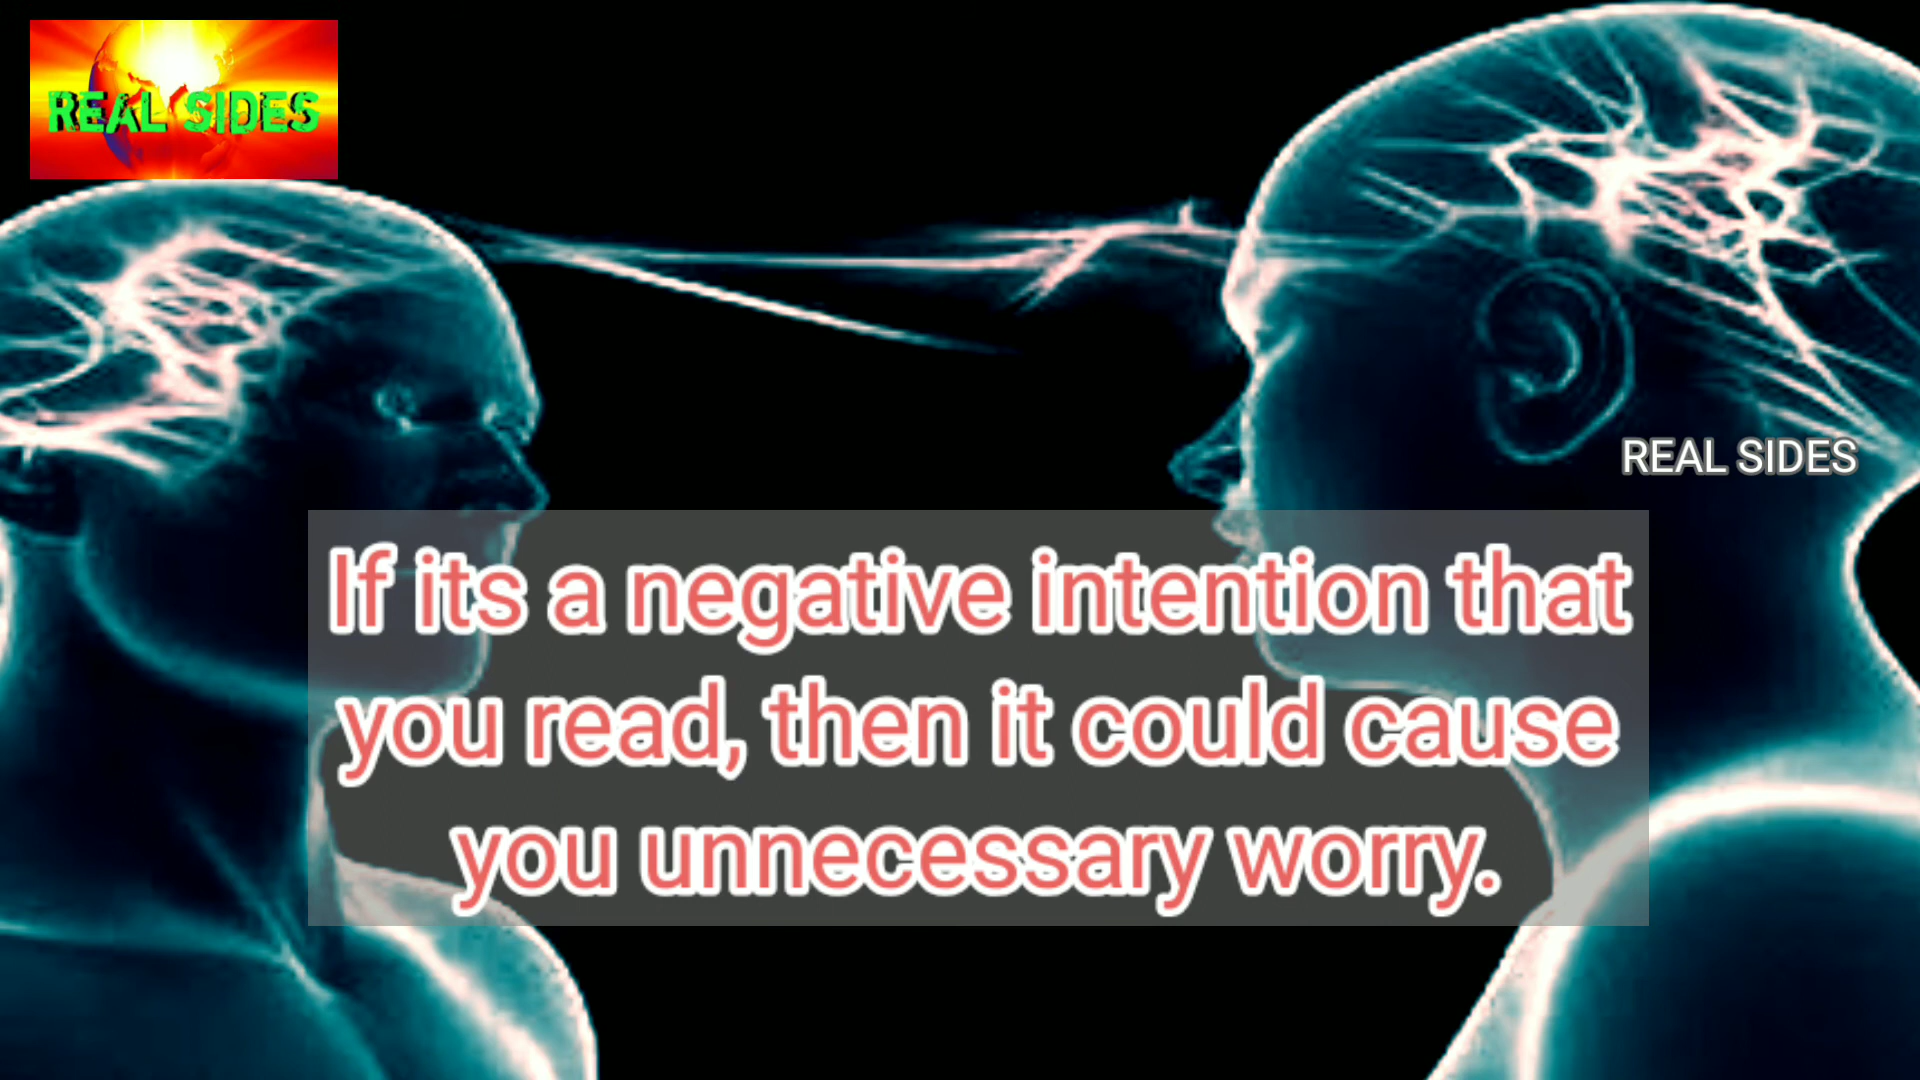 REAL SIDES
REAL SIDES
If its a negative intention that
you read, then it could cause
you unnecessary worry.